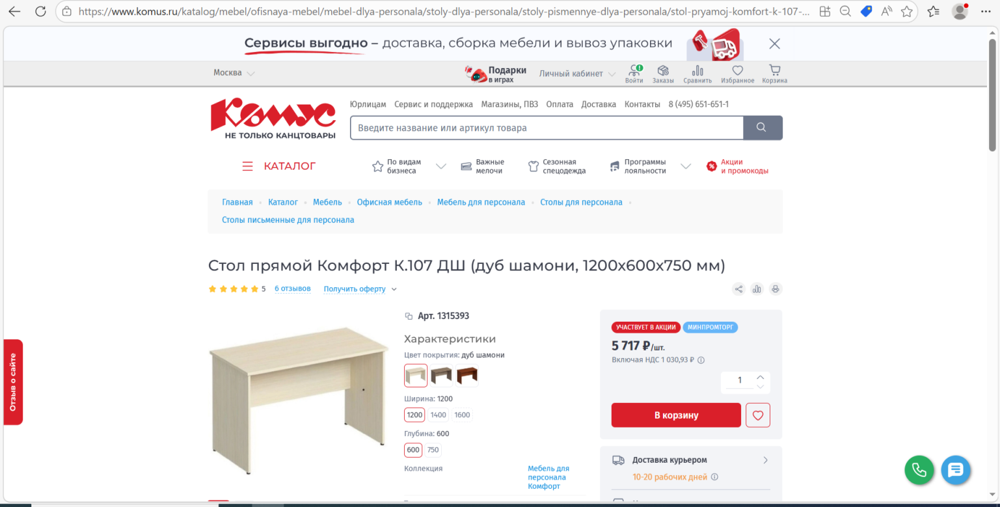 https://www.komus.ru/katalog/mebel/ofisnaya-mebel/mebel-dlya-personala/stoly-dlya-personala/stoly-pismennye-dlya-personala/stol-pryamoj-komfort-k-107-...
Сервисы выгодно – доставка, сборка мебели и вывоз упаковки
Москва
Подарки
в играх
Личный кабинет
Войти
Заказы
Сравнить
Избранное
Корзина
Комус
НЕ ТОЛЬКО КАНЦТОВАРЫ
Юрлицам Сервис и поддержка Магазины, ПВЗ Оплата Доставка Контакты 8 (495) 651-651-1
Введите название или артикул товара
КАТАЛОГ
По видам
бизнеса
Важные
мелочи
Сезонная
спецодежда
Программы
лояльности
Акции
и промокоды
Главная Каталог Мебель Офисная мебель Мебель для персонала Столы для персонала
Столы письменные для персонала
Стол прямой Комфорт К.107 ДШ (дуб шамони, 1200x600x750 мм)
5 6 отзывов Получить оферту
Арт. 1315393
Характеристики
Цвет покрытия: дуб шамони
Ширина: 1200
1200 1400 1600
Глубина: 600
600 750
Коллекция
Мебель для
персонала
Комфорт
УЧАСТВУЕТ В АКЦИИ МИНПРОМТОРГ
5 717 ₽/шт.
Включая НДС 1 030,93 ₽
1
В корзину
Доставка курьером
10-20 рабочих дней
Отзыв о сайте